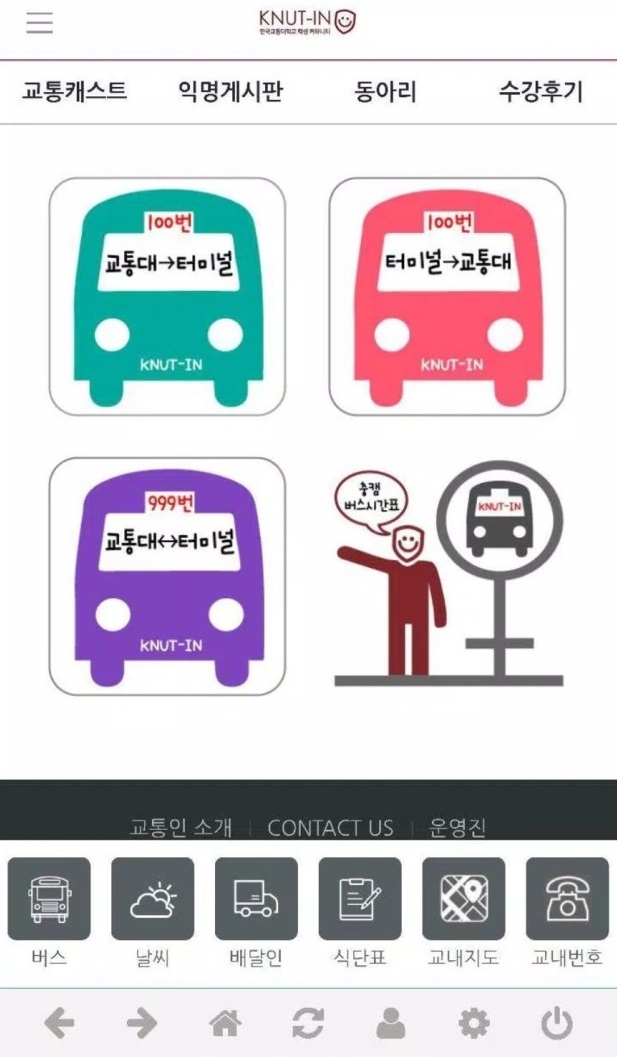 KNUT-IN
한국교통대학교 학생 커뮤니티
교통캐스트 익명게시판 동아리 수강후기
100번
교통대→터미널
KNUT-IN
100번
터미널→교통대
KNUT-IN
999번
교통대↔터미널
KNUT-IN
충캠
버스시간표
KNUT-IN
교통인 소개 | CONTACT US | 운영진
버스 날씨 배달인 식단표 교내지도 교내번호